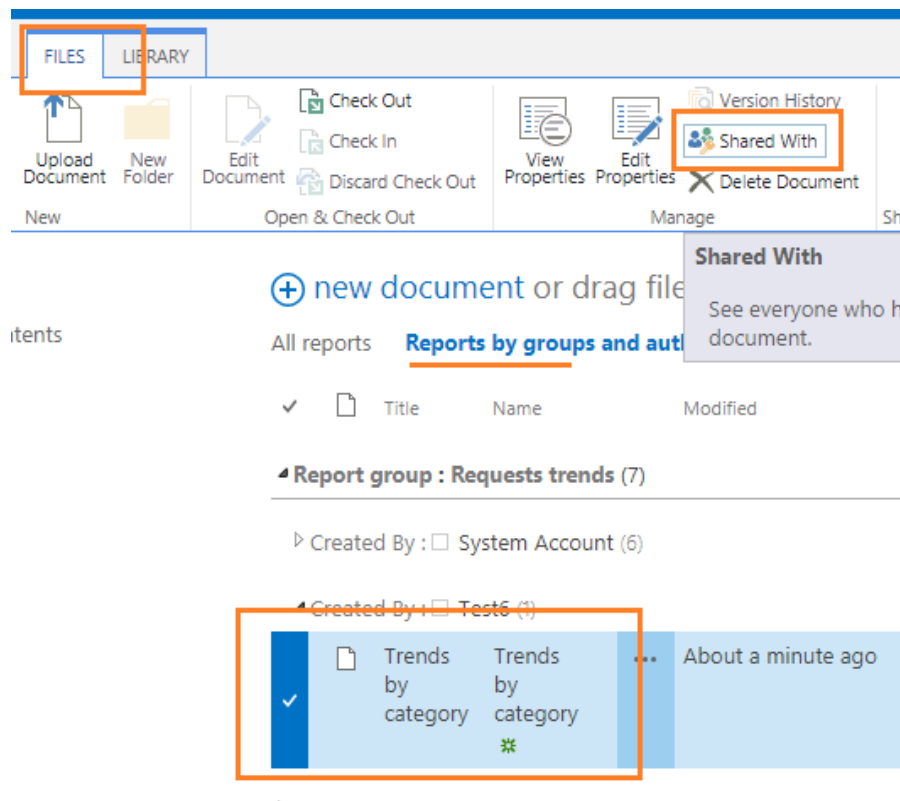 FILES LIBRARY
Check Out
Version History
Check In
Shared With
Upload Document
New Folder
Edit Document
Discard Check Out
View Properties
Edit Properties
Delete Document
New
Open & Check Out
Manage
Sh
Shared With
new document or drag file
See everyone who h
document.
ntents
All reports Reports by groups and aut
Title Name Modified
Report group : Requests trends (7)
Created By : System Account (6)
Created By : Test6 (1)
Trends Trends ... About a minute ago
by by
category category